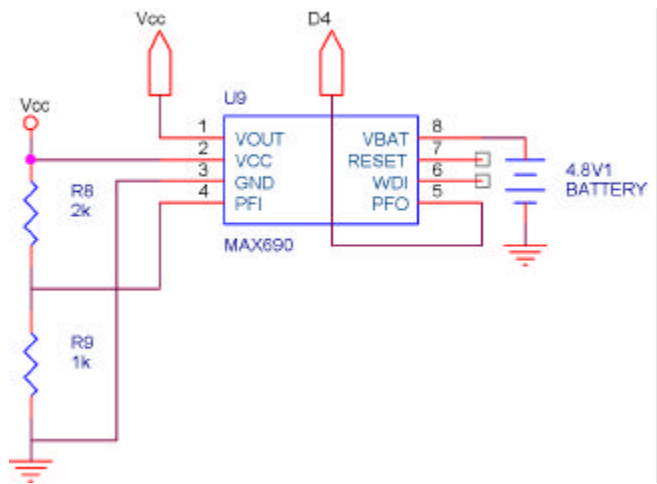 Vcc
D4
Vcc
U9
1
VOUT
VBAT
8
2
VCC
RESET
7
3
GND
WDI
6
4
PFI
PFO
5
MAX690
R8
2k
R9
1k
4.8V1
BATTERY